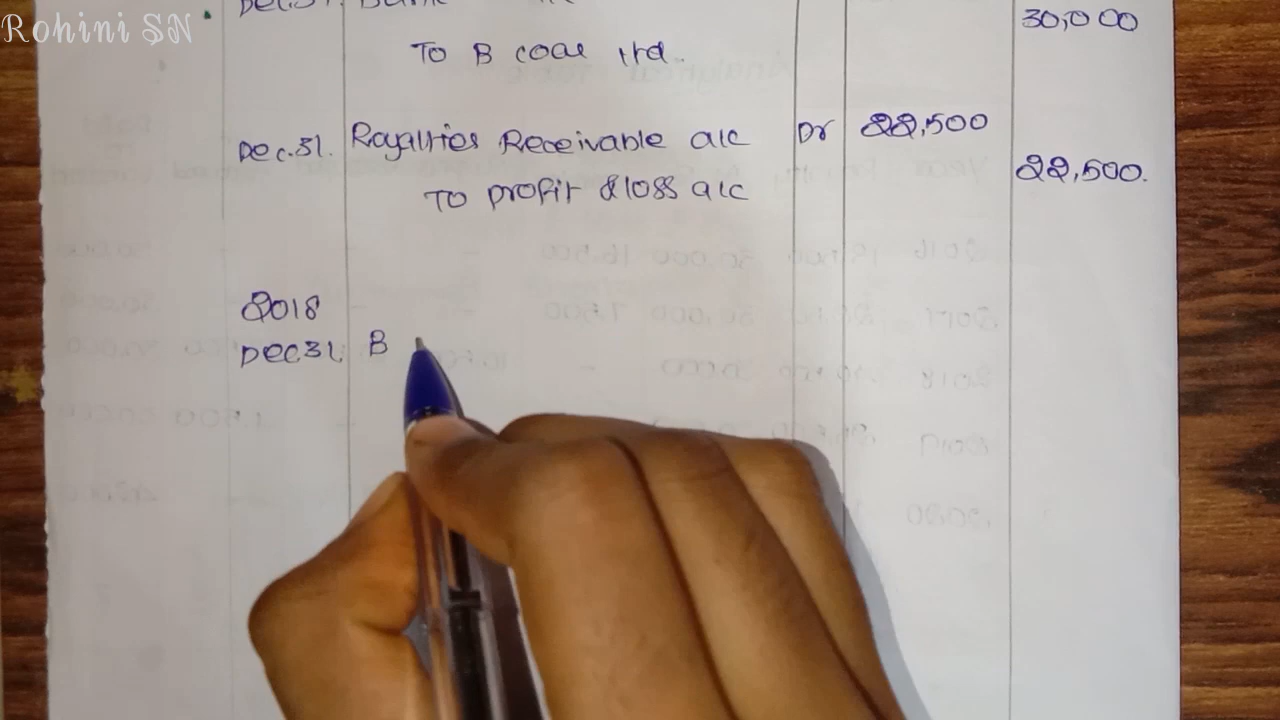 Rohini SN
30,000
To B coal ltd.
Dec.31. Royalties Receivable a/c Dr 22,500
To profit & loss a/c 22,500.
2018
Dec31, B